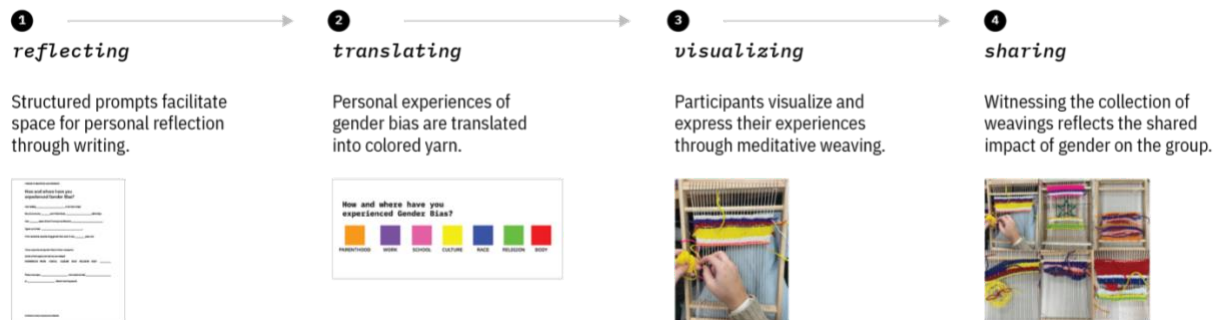 1
reflecting
Structured prompts facilitate
space for personal reflection
through writing.
How and where have you
experienced Gender Bias?
2
translating
Personal experiences of
gender bias are translated
into colored yarn.
How and where have you
experienced Gender Bias?
PARENTHOOD WORK SCHOOL CULTURE RACE RELIGION BODY
3
visualizing
Participants visualize and
express their experiences
through meditative weaving.
4
sharing
Witnessing the collection of
weavings reflects the shared
impact of gender on the group.